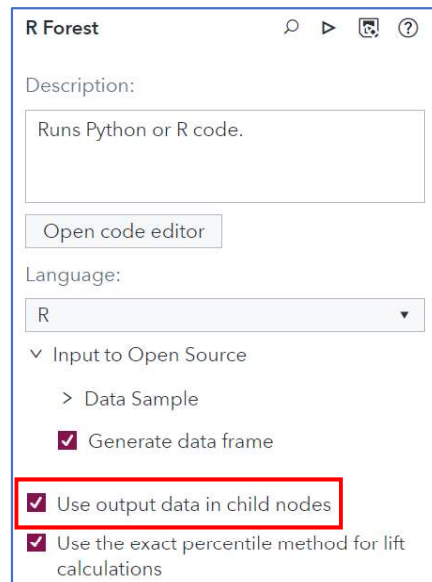 R Forest
Description:
Runs Python or R code.
Open code editor
Language:
R
Input to Open Source
Data Sample
Generate data frame
Use output data in child nodes
Use the exact percentile method for lift
calculations